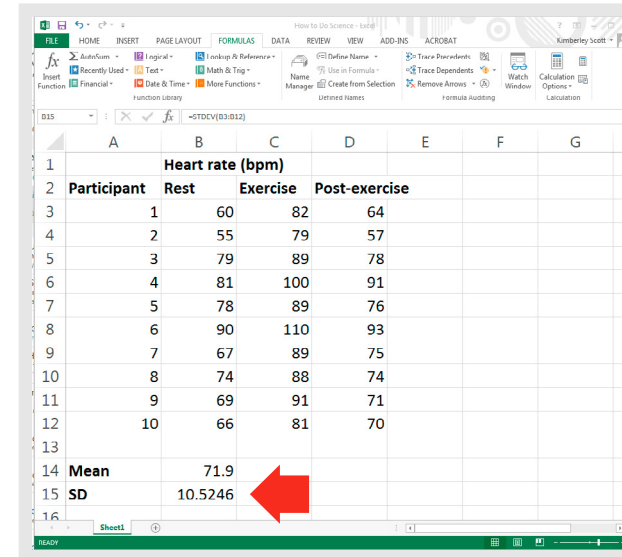 How to Do Science - Excel
FILE HOME INSERT PAGE LAYOUT FORMULAS DATA REVIEW VIEW ADD-INS ACROBAT Kimberley Scott
fx Σ AutoSum Logical Lookup & Reference Define Name Trace Precedents
Recently Used Text Math & Trig Use in Formula Trace Dependents
Insert Function Financial Date & Time More Functions Name Manager Create from Selection Remove Arrows Watch Window Calculation Options
Function Library Defined Names Formula Auditing Calculation
B15 fx =STDEV(B3:B12)
A B C D E F G
1 Heart rate (bpm)
2 Participant Rest Exercise Post-exercise
3 1 60 82 64
4 2 55 79 57
5 3 79 89 78
6 4 81 100 91
7 5 78 89 76
8 6 90 110 93
9 7 67 89 75
10 8 74 88 74
11 9 69 91 71
12 10 66 81 70
13
14 Mean 71.9
15 SD 10.5246
16
Sheet1
READY